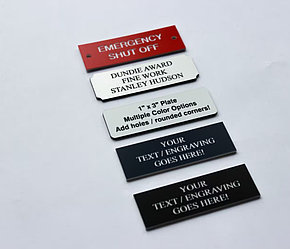 EMERGENCY
SHUT OFF
DUNDIE AWARD
FINE WORK
STANLEY HUDSON
1" x 3" Plate
Multiple Color Options
Add holes / rounded corners!
YOUR
TEXT / ENGRAVING
GOES HERE!
YOUR
TEXT / ENGRAVING
GOES HERE!